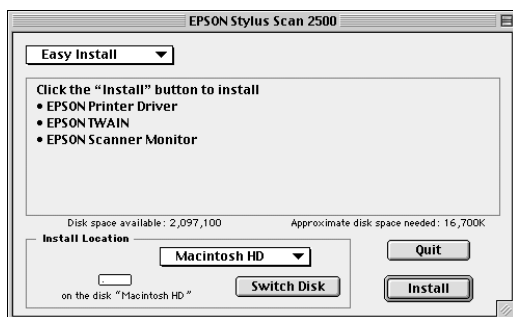 EPSON Stylus Scan 2500
Easy Install
Click the “Install” button to install
• EPSON Printer Driver
• EPSON TWAIN
• EPSON Scanner Monitor
Disk space available: 2,097,100
Approximate disk space needed: 16,700K
Install Location
Macintosh HD
on the disk “Macintosh HD”
Switch Disk
Quit
Install